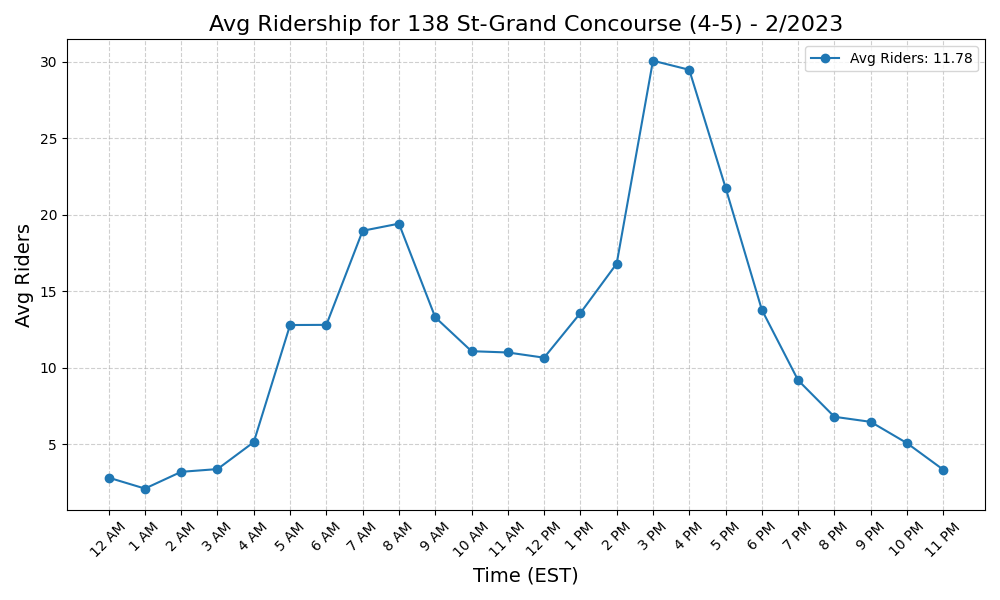 Avg Ridership for 138 St-Grand Concourse (4-5) - 2/2023
Avg Riders: 11.78
30
25
20
15
10
5
Avg Riders
12 AM
1 AM
2 AM
3 AM
4 AM
5 AM
6 AM
7 AM
8 AM
9 AM
10 AM
11 AM
12 PM
1 PM
2 PM
3 PM
4 PM
5 PM
6 PM
7 PM
8 PM
9 PM
10 PM
11 PM
Time (EST)